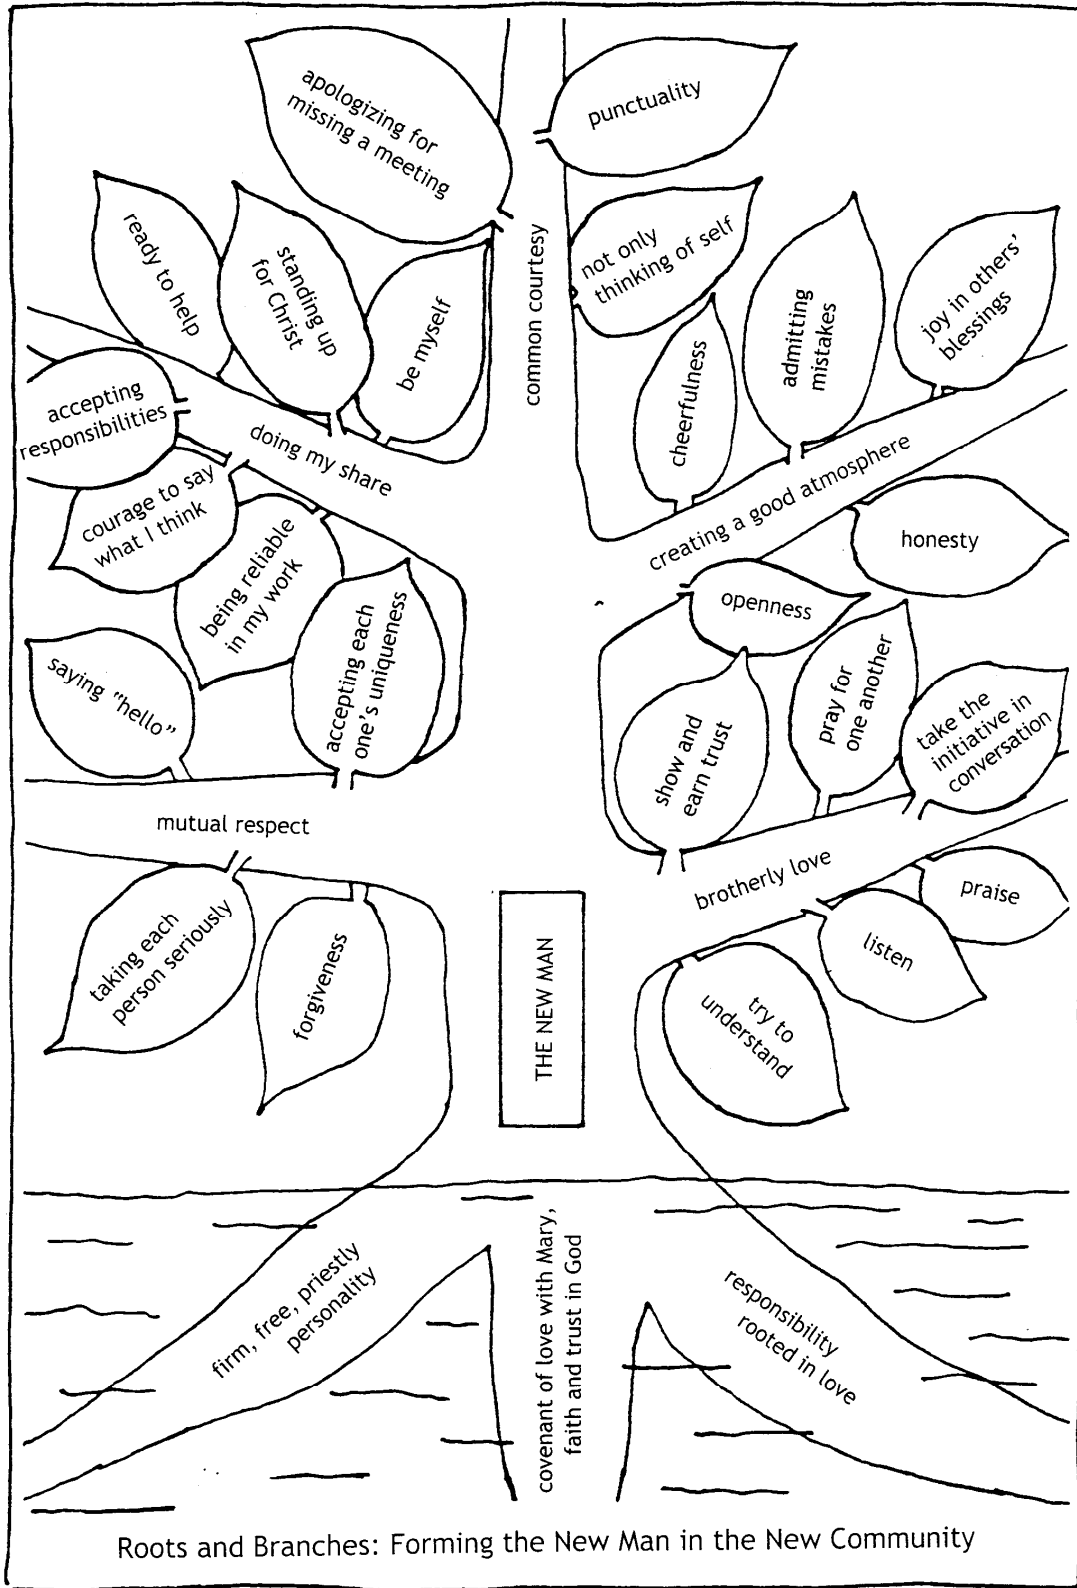 apologizing for
missing a meeting
punctuality
ready to help
standing up
for Christ
be myself
common courtesy
not only
thinking of self
cheerfulness
admitting
mistakes
joy in others'
blessings
accepting
responsibilities
doing my share
creating a good atmosphere
courage to say
what I think
being reliable
in my work
accepting each
one's uniqueness
saying "hello"
honesty
openness
show and
earn trust
pray for
one another
take the
initiative in
conversation
mutual respect
brotherly love
taking each
person seriously
forgiveness
THE NEW MAN
praise
listen
try to
understand
firm, free, priestly
personality
covenant of love with Mary,
faith and trust in God
responsibility
rooted in love
Roots and Branches: Forming the New Man in the New Community